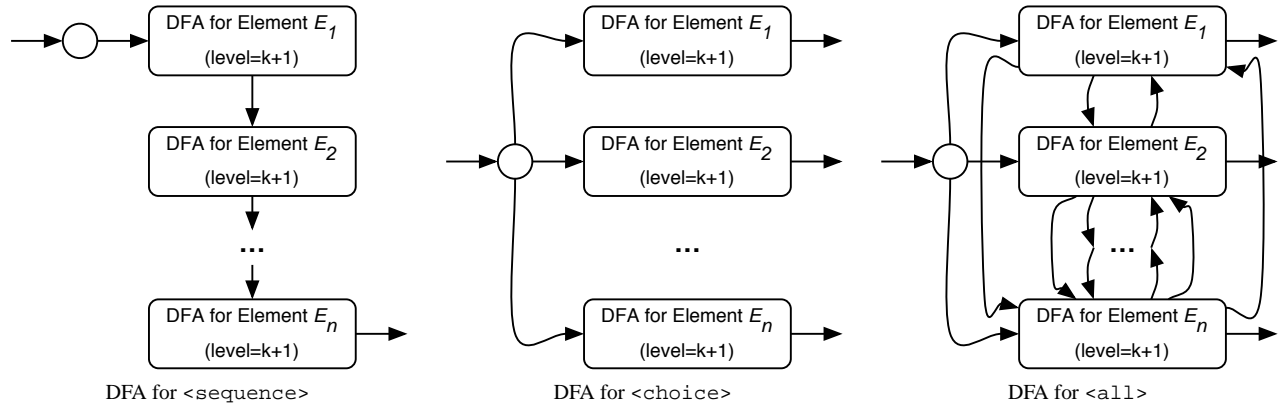 DFA for Element E1
(level=k+1)
DFA for Element E2
(level=k+1)
...
DFA for Element En
(level=k+1)
DFA for <sequence>
DFA for Element E1
(level=k+1)
DFA for Element E2
(level=k+1)
...
DFA for Element En
(level=k+1)
DFA for <choice>
DFA for Element E1
(level=k+1)
DFA for Element E2
(level=k+1)
...
DFA for Element En
(level=k+1)
DFA for <all>